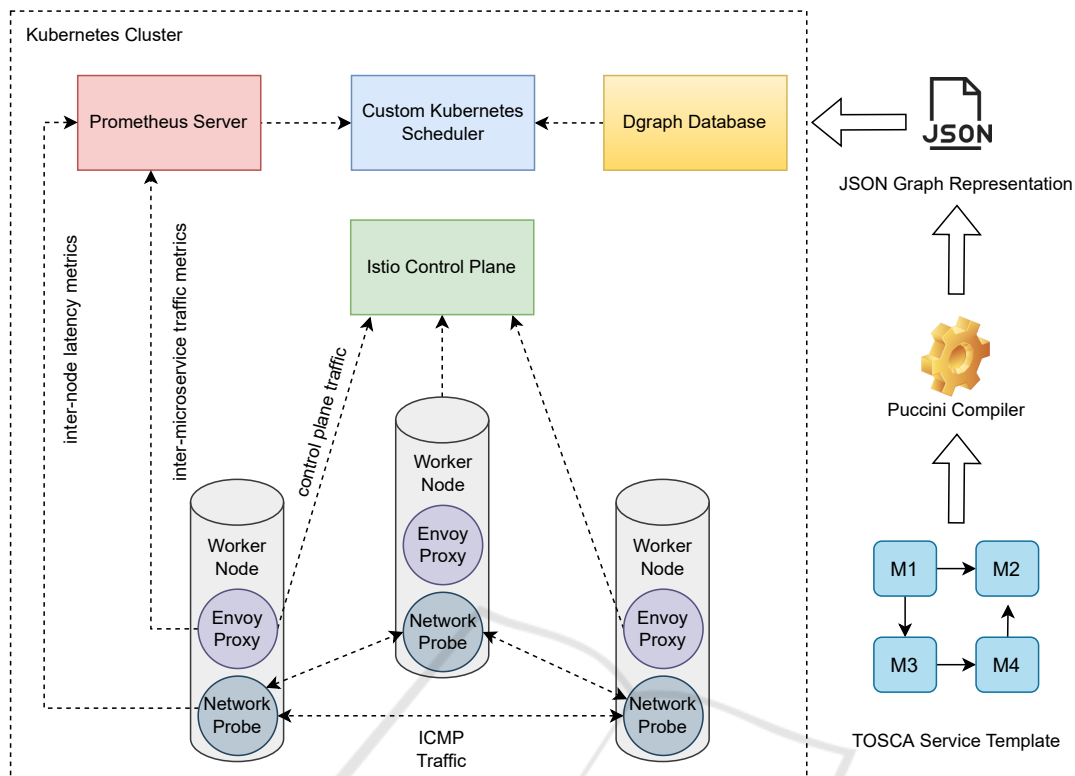 Kubernetes Cluster
Prometheus Server
Custom Kubernetes
Scheduler
Dgraph Database
JSON
JSON Graph Representation
Istio Control Plane
inter-node latency metrics
inter-microservice traffic metrics
control plane traffic
Puccini Compiler
Worker
Node
Envoy
Proxy
Network
Probe
Worker
Node
Envoy
Proxy
Network
Probe
Worker
Node
Envoy
Proxy
Network
Probe
ICMP
Traffic
M1
M2
M3
M4
TOSCA Service Template